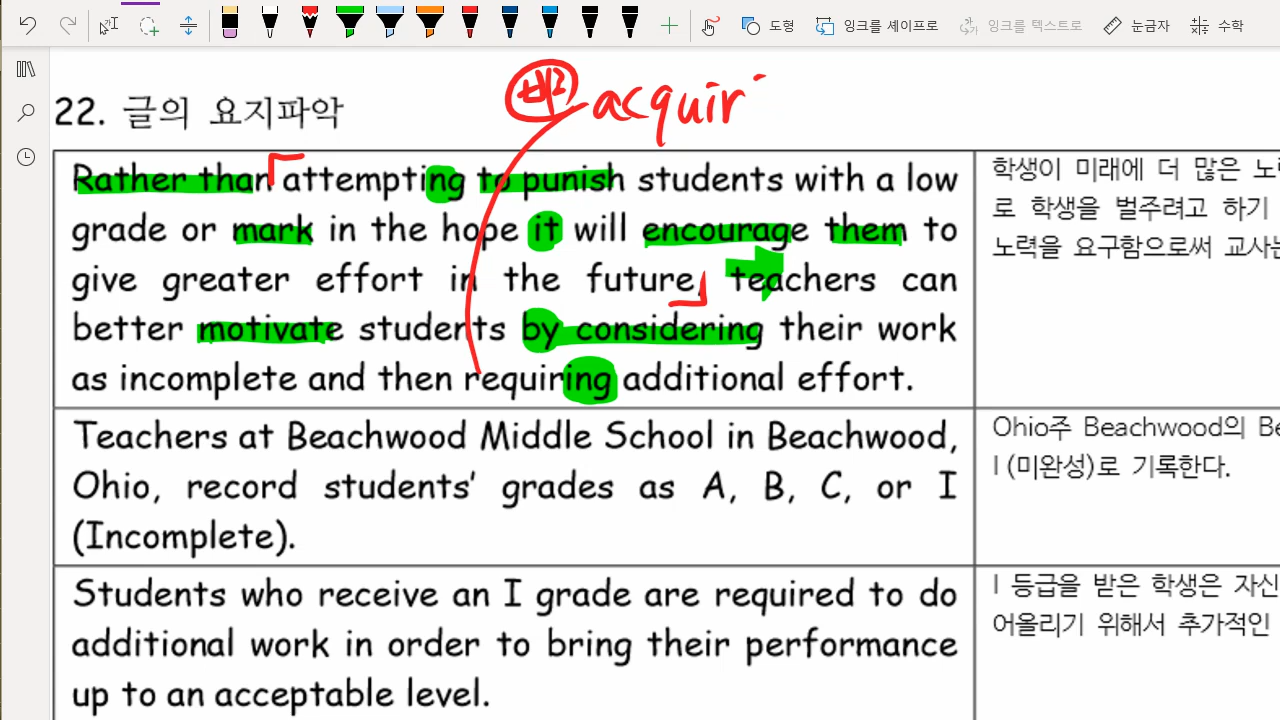 도형
잉크를 셰이프로
잉크를 텍스트로
눈금자
수학
acquir
22. 글의 요지파악
Rather than attempting to punish students with a low
grade or mark in the hope it will encourage them to
give greater effort in the future, teachers can
better motivate students by considering their work
as incomplete and then requiring additional effort.
학생이 미래에 더 많은 노
로 학생을 벌주려고 하기
노력을 요구함으로써 교사는
Teachers at Beachwood Middle School in Beachwood,
Ohio, record students' grades as A, B, C, or I
(Incomplete).
Ohio주 Beachwood의 Be
I (미완성)로 기록한다.
Students who receive an I grade are required to do
additional work in order to bring their performance
up to an acceptable level.
I 등급을 받은 학생은 자신
어올리기 위해서 추가적인